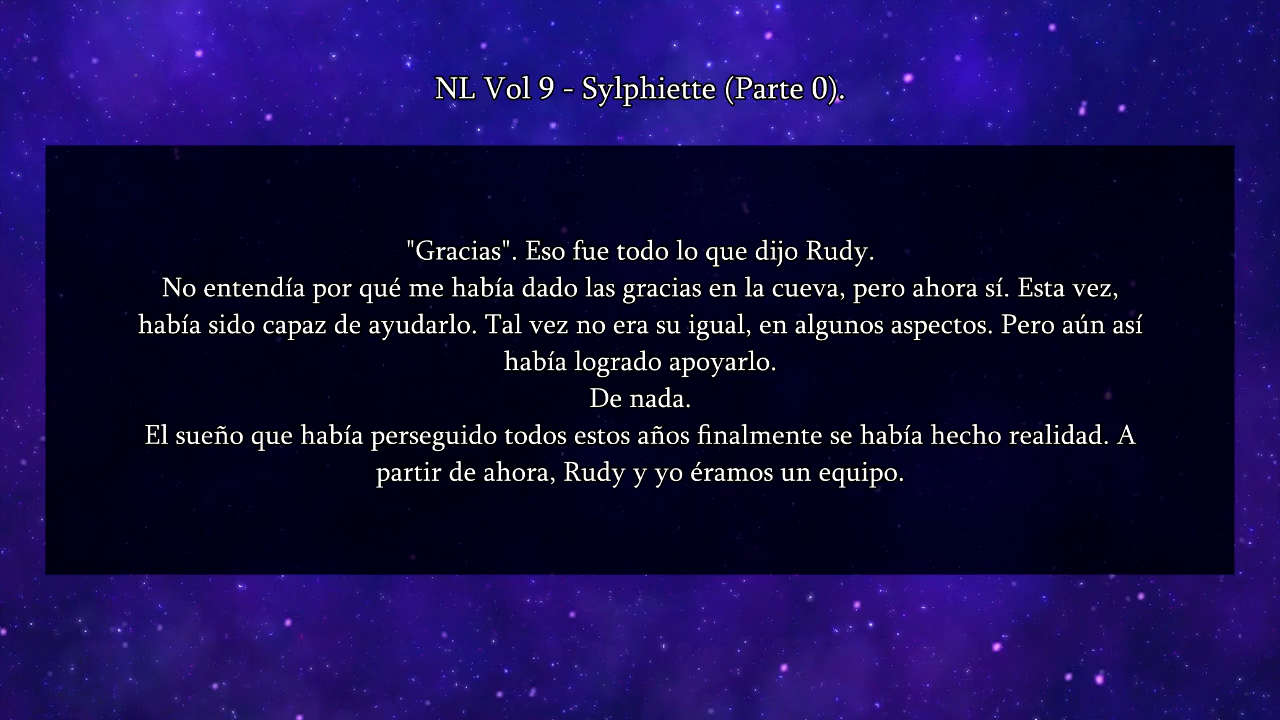 NL Vol 9 - Sylphiette (Parte 0).
"Gracias". Eso fue todo lo que dijo Rudy.
No entendía por qué me había dado las gracias en la cueva, pero ahora sí. Esta vez,
había sido capaz de ayudarlo. Tal vez no era su igual, en algunos aspectos. Pero aún así
había logrado apoyarlo.
De nada.
El sueño que había perseguido todos estos años finalmente se había hecho realidad. A
partir de ahora, Rudy y yo éramos un equipo.